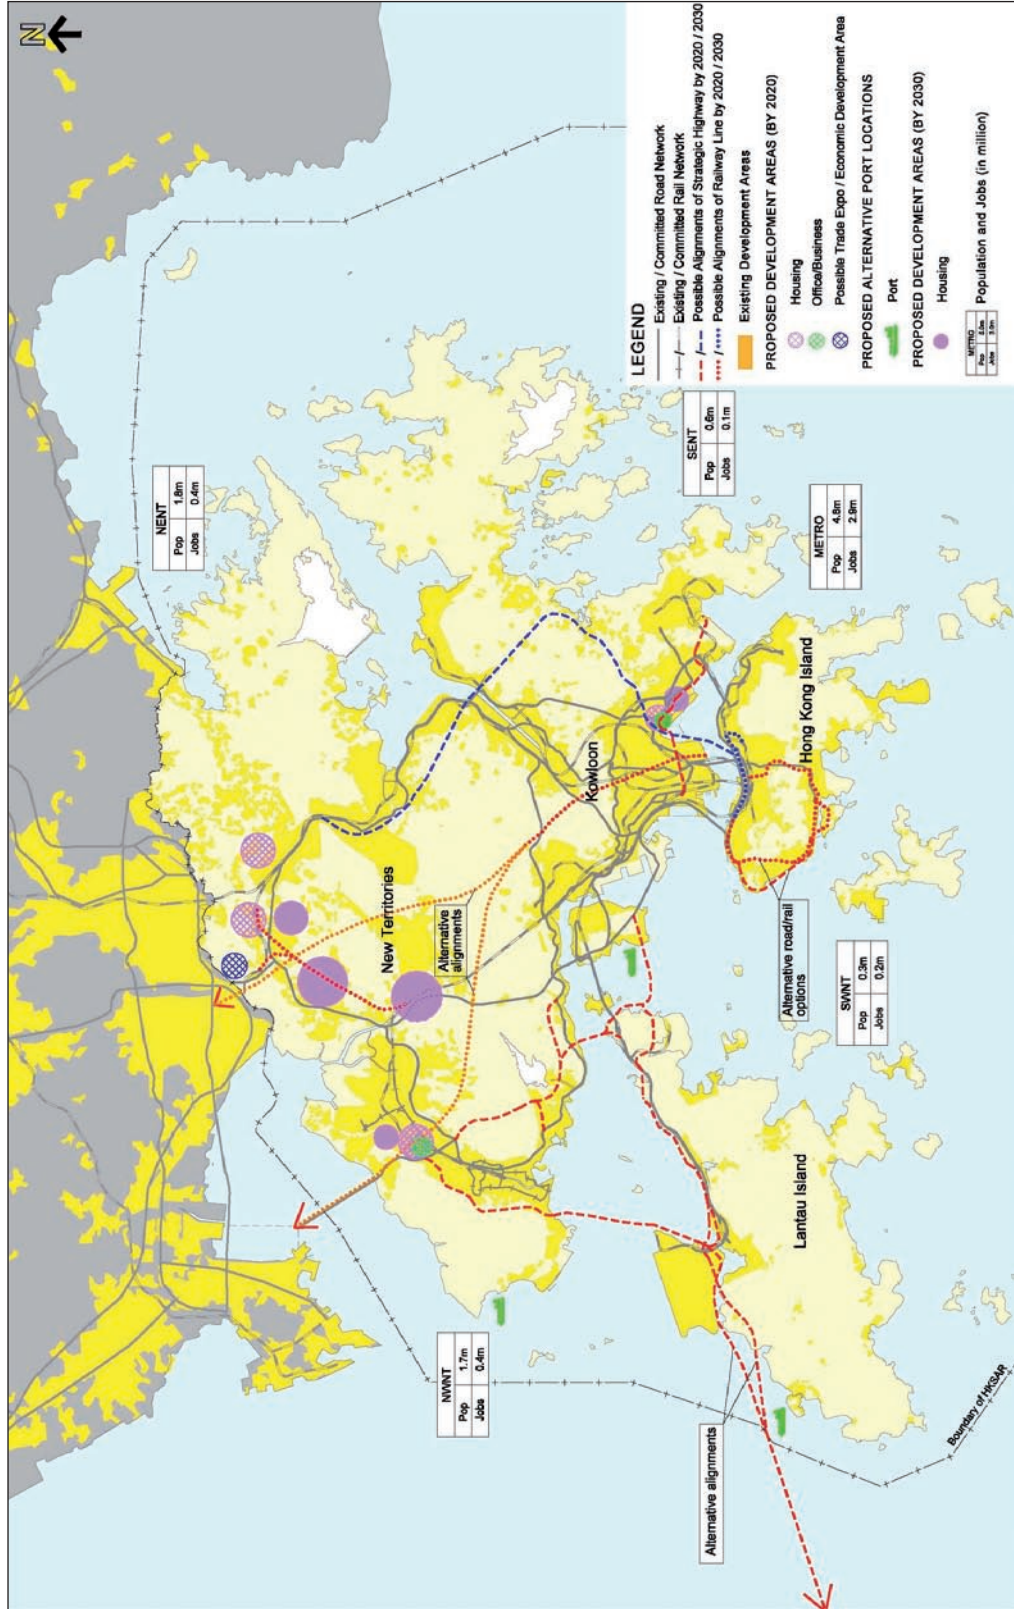 N
NENT
Pop 1.8m
Jobs 0.4m
NWNT
Pop 1.7m
Jobs 0.4m
New Territories
Alternative
alignments
Kowloon
SENT
Pop 0.6m
Jobs 0.1m
METRO
Pop 4.8m
Jobs 2.9m
Hong Kong Island
Alternative road/rail
options
SWNT
Pop 0.3m
Jobs 0.2m
Lantau Island
Alternative alignments
Boundary of HKSAR
LEGEND
Existing / Committed Road Network
Existing / Committed Rail Network
Possible Alignments of Strategic Highway by 2020 / 2030
Possible Alignments of Railway Line by 2020 / 2030
Existing Development Areas
PROPOSED DEVELOPMENT AREAS (BY 2020)
Housing
Office/Business
Possible Trade Expo / Economic Development Area
PROPOSED ALTERNATIVE PORT LOCATIONS
Port
PROPOSED DEVELOPMENT AREAS (BY 2030)
Housing
METRO
Pop
Jobs
Population and Jobs (in million)